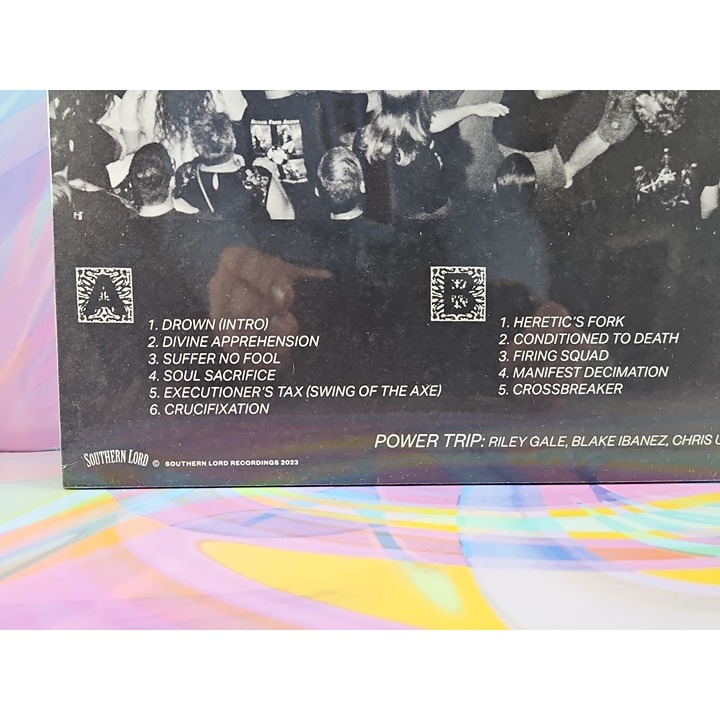 A
1. DROWN (INTRO)
2. DIVINE APPREHENSION
3. SUFFER NO FOOL
4. SOUL SACRIFICE
5. EXECUTIONER'S TAX (SWING OF THE AXE)
6. CRUCIFIXATION
B
1. HERETIC'S FORK
2. CONDITIONED TO DEATH
3. FIRING SQUAD
4. MANIFEST DECIMATION
5. CROSSBREAKER
POWER TRIP: RILEY GALE, BLAKE IBANEZ, CHRIS
SOUTHERN LORD © SOUTHERN LORD RECORDINGS 2023